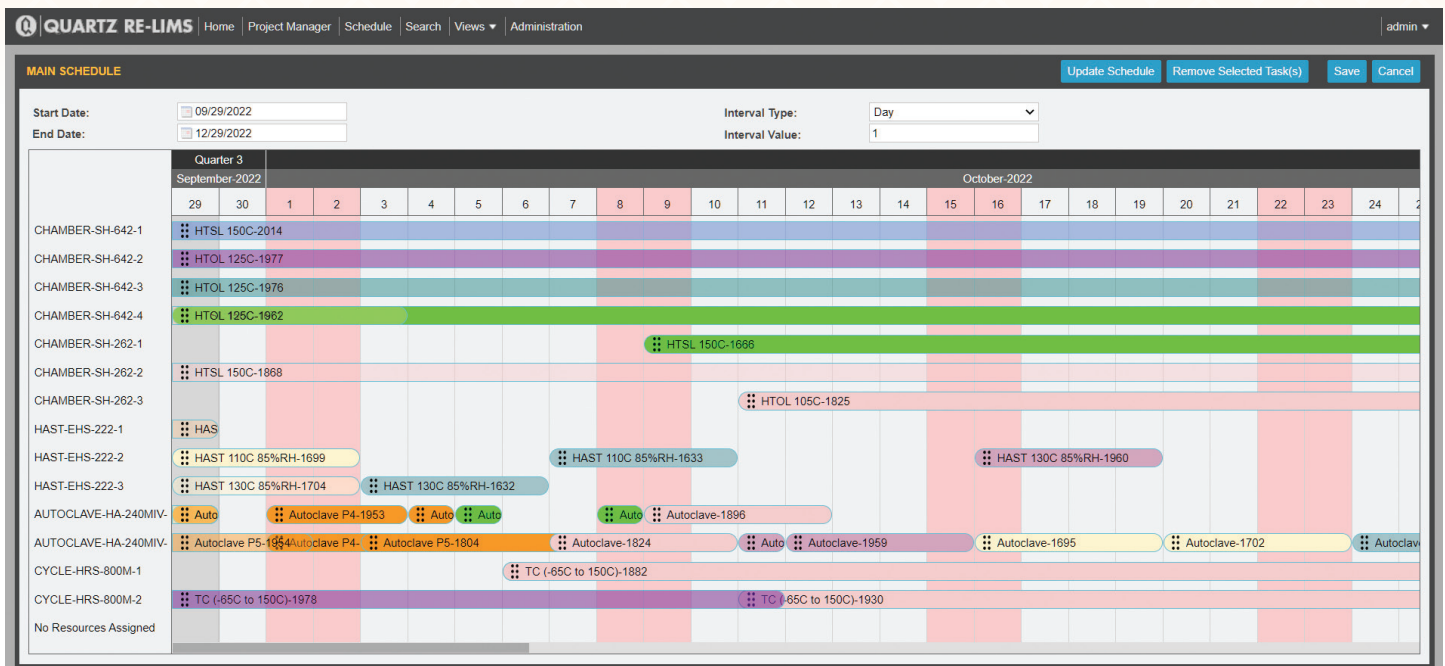 QUARTZ RE-LIMS Home Project Manager Schedule Search Views Administration admin
MAIN SCHEDULE Update Schedule Remove Selected Task(s) Save Cancel
Start Date: 09/29/2022 Interval Type: Day
End Date: 12/29/2022 Interval Value: 1
Quarter 3
September-2022 October-2022
29 30 1 2 3 4 5 6 7 8 9 10 11 12 13 14 15 16 17 18 19 20 21 22 23 24 2
CHAMBER-SH-642-1 HTSL 150C-2014
CHAMBER-SH-642-2 HTOL 125C-1977
CHAMBER-SH-642-3 HTOL 125C-1976
CHAMBER-SH-642-4 HTOL 125C-1962
CHAMBER-SH-262-1 HTSL 150C-1666
CHAMBER-SH-262-2 HTSL 150C-1868
CHAMBER-SH-262-3 HTOL 105C-1825
HAST-EHS-222-1 HAS
HAST-EHS-222-2 HAST 110C 85%RH-1699 HAST 110C 85%RH-1633 HAST 130C 85%RH-1960
HAST-EHS-222-3 HAST 130C 85%RH-1704 HAST 130C 85%RH-1632
AUTOCLAVE-HA-240MIV- Auto Autoclave P4-1953 Auto Auto Auto Autoclave-1896
AUTOCLAVE-HA-240MIV- Autoclave P5-1954 Autoclave P4- Autoclave P5-1804 Autoclave-1824 Auto Autoclave-1959 Autoclave-1695 Autoclave-1702 Autoclav
CYCLE-HRS-800M-1 TC (-65C to 150C)-1882
CYCLE-HRS-800M-2 TC (-65C to 150C)-1978 TC (-65C to 150C)-1930
No Resources Assigned